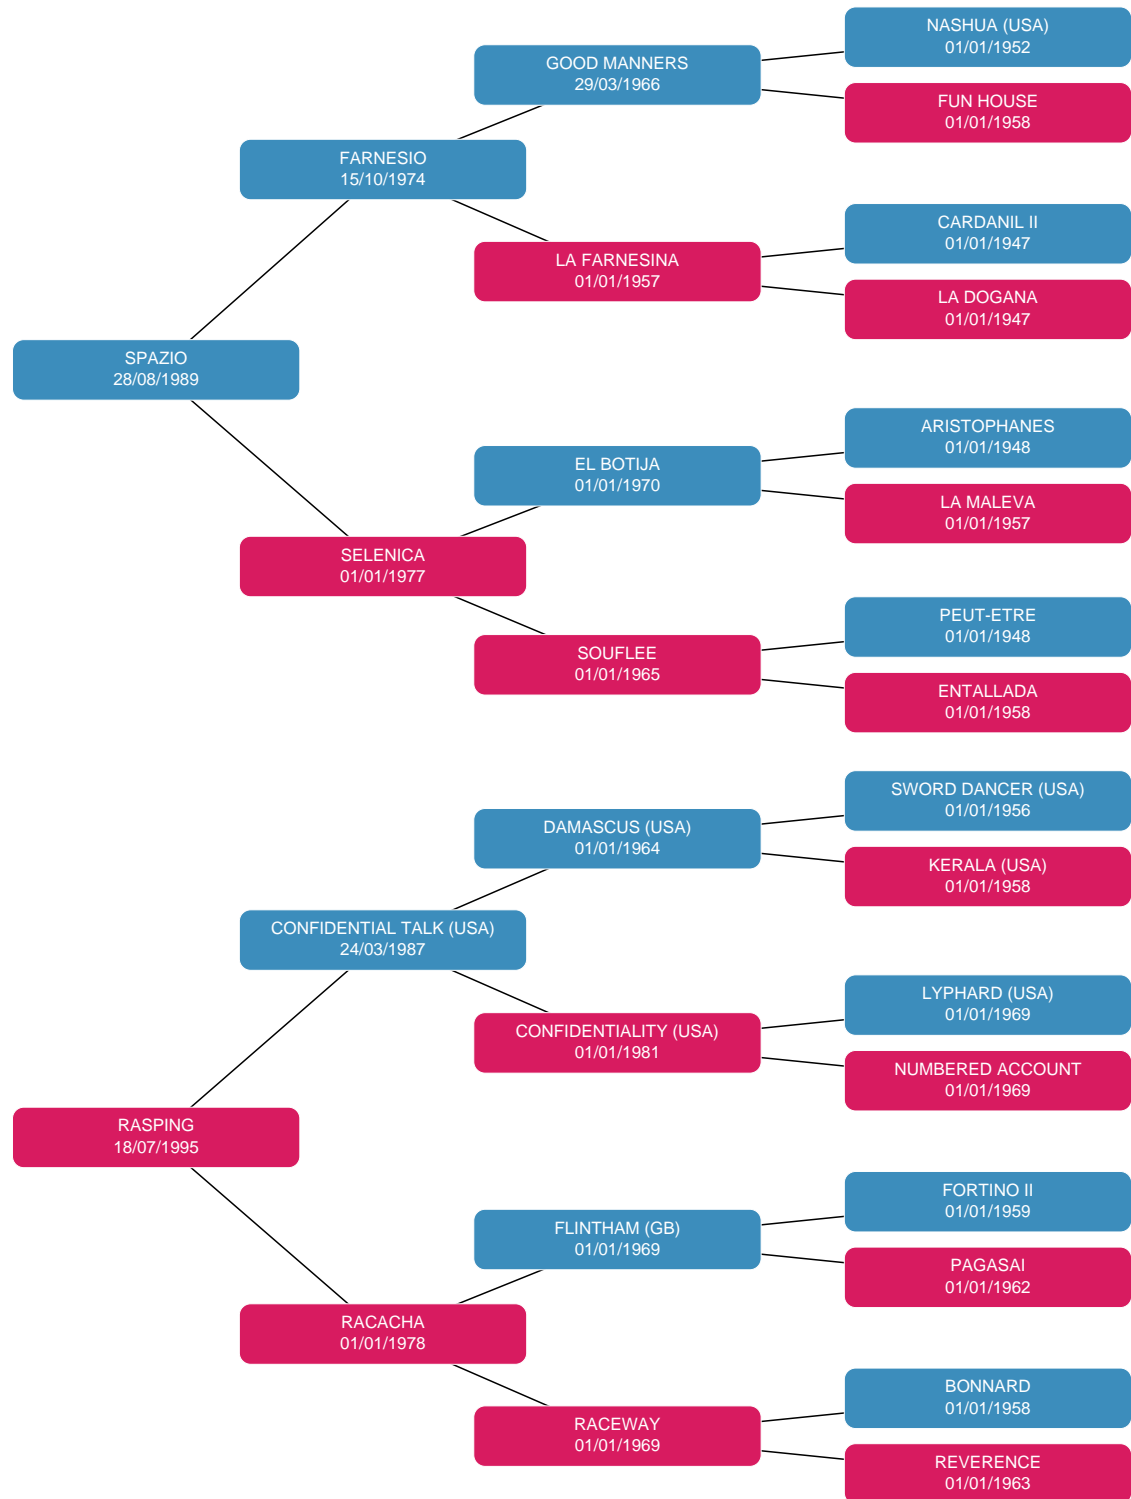 NASHUA (USA)
01/01/1952
GOOD MANNERS
29/03/1966
FUN HOUSE
01/01/1958
FARNESIO
15/10/1974
CARDANIL II
01/01/1947
LA FARNESINA
01/01/1957
LA DOGANA
01/01/1947
SPAZIO
28/08/1989
ARISTOPHANES
01/01/1948
EL BOTIJA
01/01/1970
LA MALEVA
01/01/1957
SELENICA
01/01/1977
PEUT-ETRE
01/01/1948
SOUFLEE
01/01/1965
ENTALLADA
01/01/1958
SWORD DANCER (USA)
01/01/1956
DAMASCUS (USA)
01/01/1964
KERALA (USA)
01/01/1958
CONFIDENTIAL TALK (USA)
24/03/1987
LYPHARD (USA)
01/01/1969
CONFIDENTIALITY (USA)
01/01/1981
NUMBERED ACCOUNT
01/01/1969
RASPING
18/07/1995
FORTINO II
01/01/1959
FLINTHAM (GB)
01/01/1969
PAGASAI
01/01/1962
RACACHA
01/01/1978
BONNARD
01/01/1958
RACEWAY
01/01/1969
REVERENCE
01/01/1963